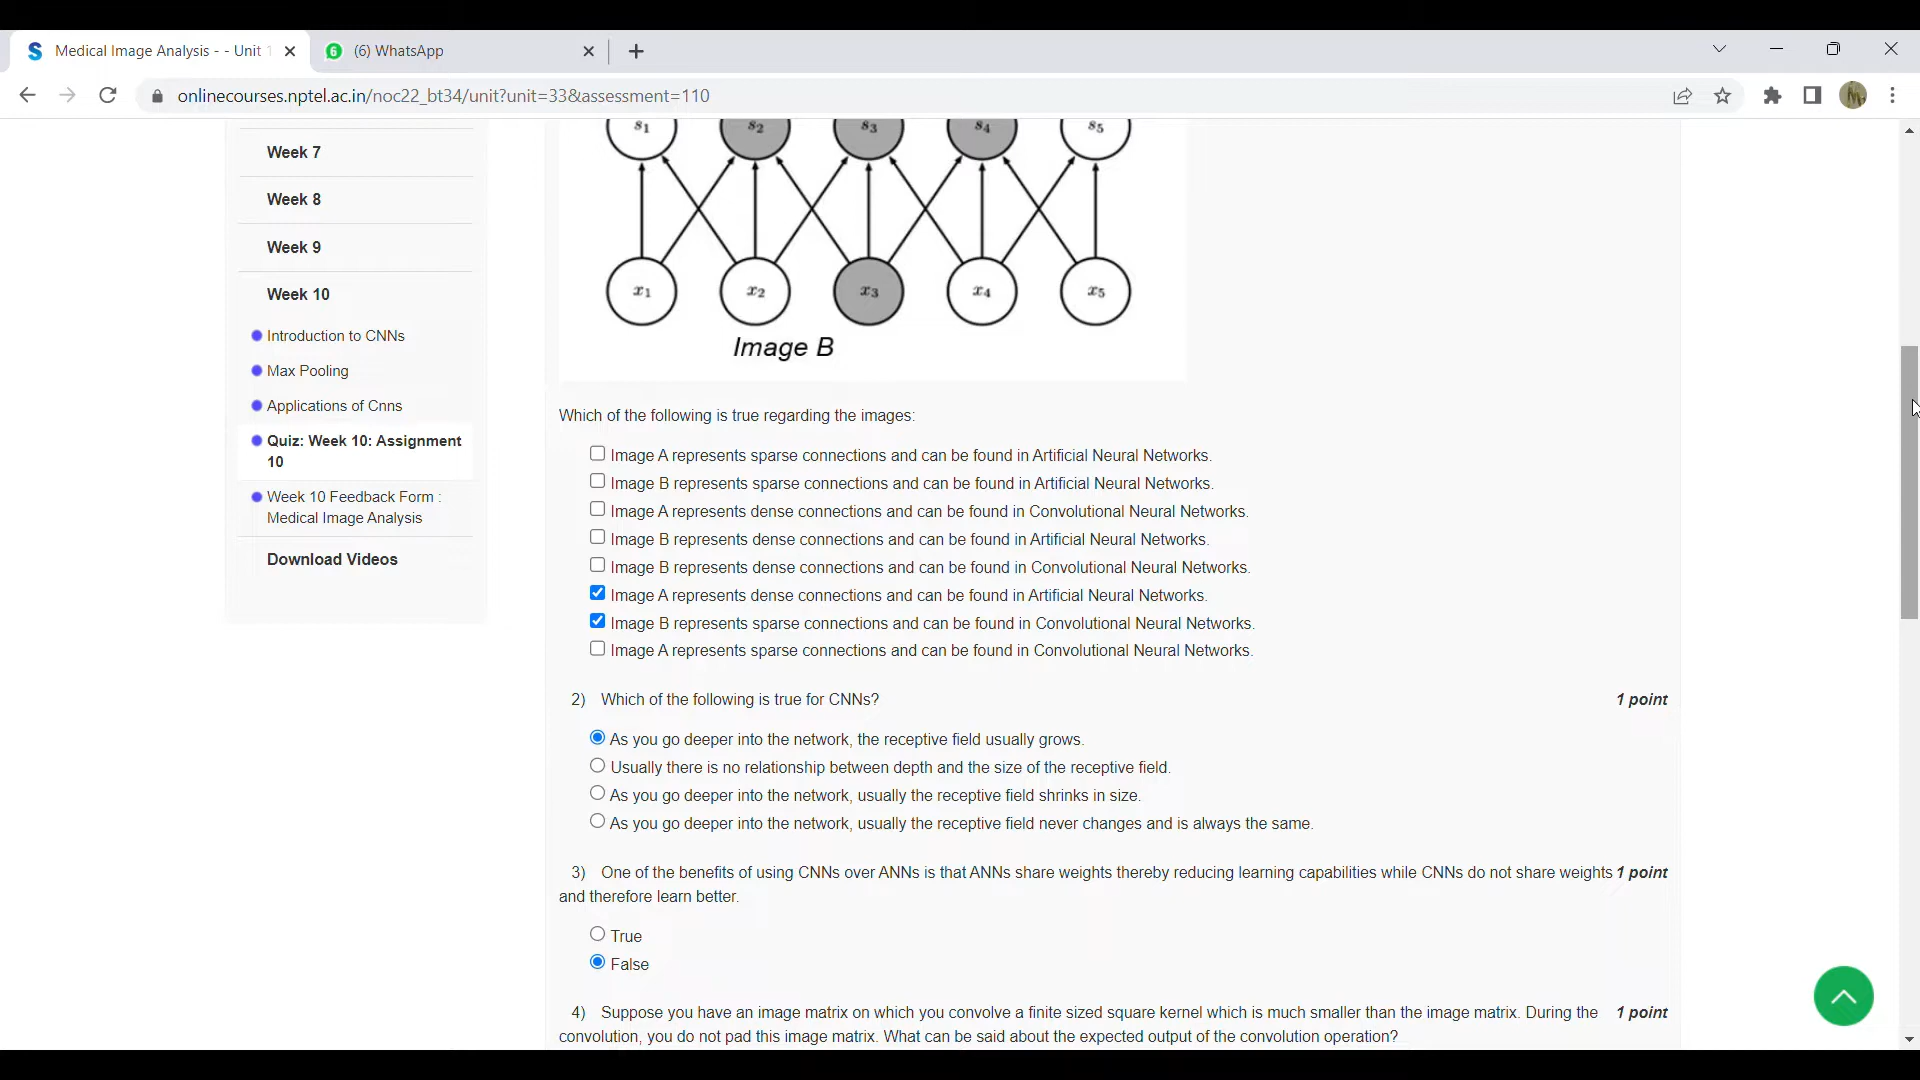 Medical Image Analysis - - Unit 1
(6) WhatsApp
onlinecourses.nptel.ac.in/noc22_bt34/unit?unit=33&assessment=110
Week 7
Week 8
Week 9
Week 10
Introduction to CNNs
Max Pooling
Applications of Cnns
Quiz: Week 10: Assignment
10
Week 10 Feedback Form :
Medical Image Analysis
Download Videos
s1 s2 s3 s4 s5
x1 x2 x3 x4 x5
Image B
Which of the following is true regarding the images:
Image A represents sparse connections and can be found in Artificial Neural Networks.
Image B represents sparse connections and can be found in Artificial Neural Networks.
Image A represents dense connections and can be found in Convolutional Neural Networks.
Image B represents dense connections and can be found in Artificial Neural Networks.
Image B represents dense connections and can be found in Convolutional Neural Networks.
Image A represents dense connections and can be found in Artificial Neural Networks.
Image B represents sparse connections and can be found in Convolutional Neural Networks.
Image A represents sparse connections and can be found in Convolutional Neural Networks.
2) Which of the following is true for CNNs? 1 point
As you go deeper into the network, the receptive field usually grows.
Usually there is no relationship between depth and the size of the receptive field.
As you go deeper into the network, usually the receptive field shrinks in size.
As you go deeper into the network, usually the receptive field never changes and is always the same.
3) One of the benefits of using CNNs over ANNs is that ANNs share weights thereby reducing learning capabilities while CNNs do not share weights 1 point
and therefore learn better.
True
False
4) Suppose you have an image matrix on which you convolve a finite sized square kernel which is much smaller than the image matrix. During the 1 point
convolution, you do not pad this image matrix. What can be said about the expected output of the convolution operation?